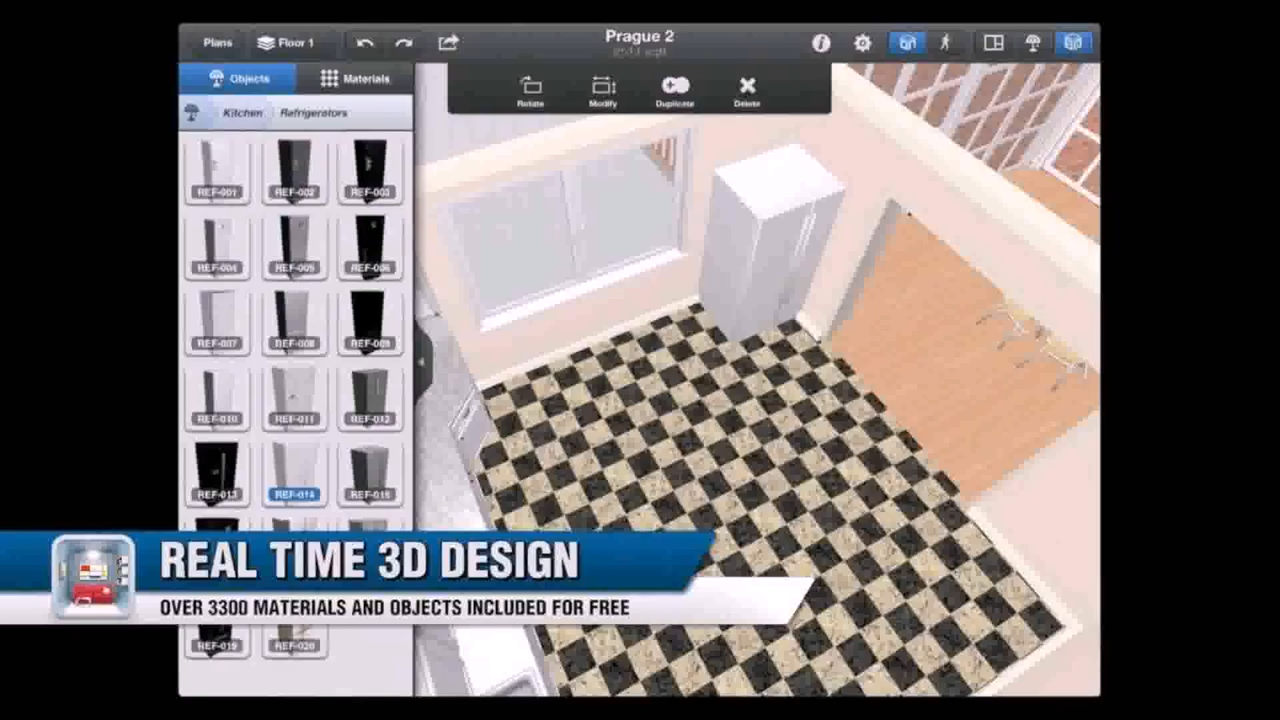 Plans
Floor 1
Prague 2
Objects
Materials
Rotate
Modify
Duplicate
Delete
Kitchen
Refrigerators
REF-001
REF-002
REF-003
REF-004
REF-005
REF-006
REF-007
REF-008
REF-009
REF-010
REF-011
REF-012
REF-013
REF-014
REF-015
REAL TIME 3D DESIGN
OVER 3300 MATERIALS AND OBJECTS INCLUDED FOR FREE
REF-019
REF-020